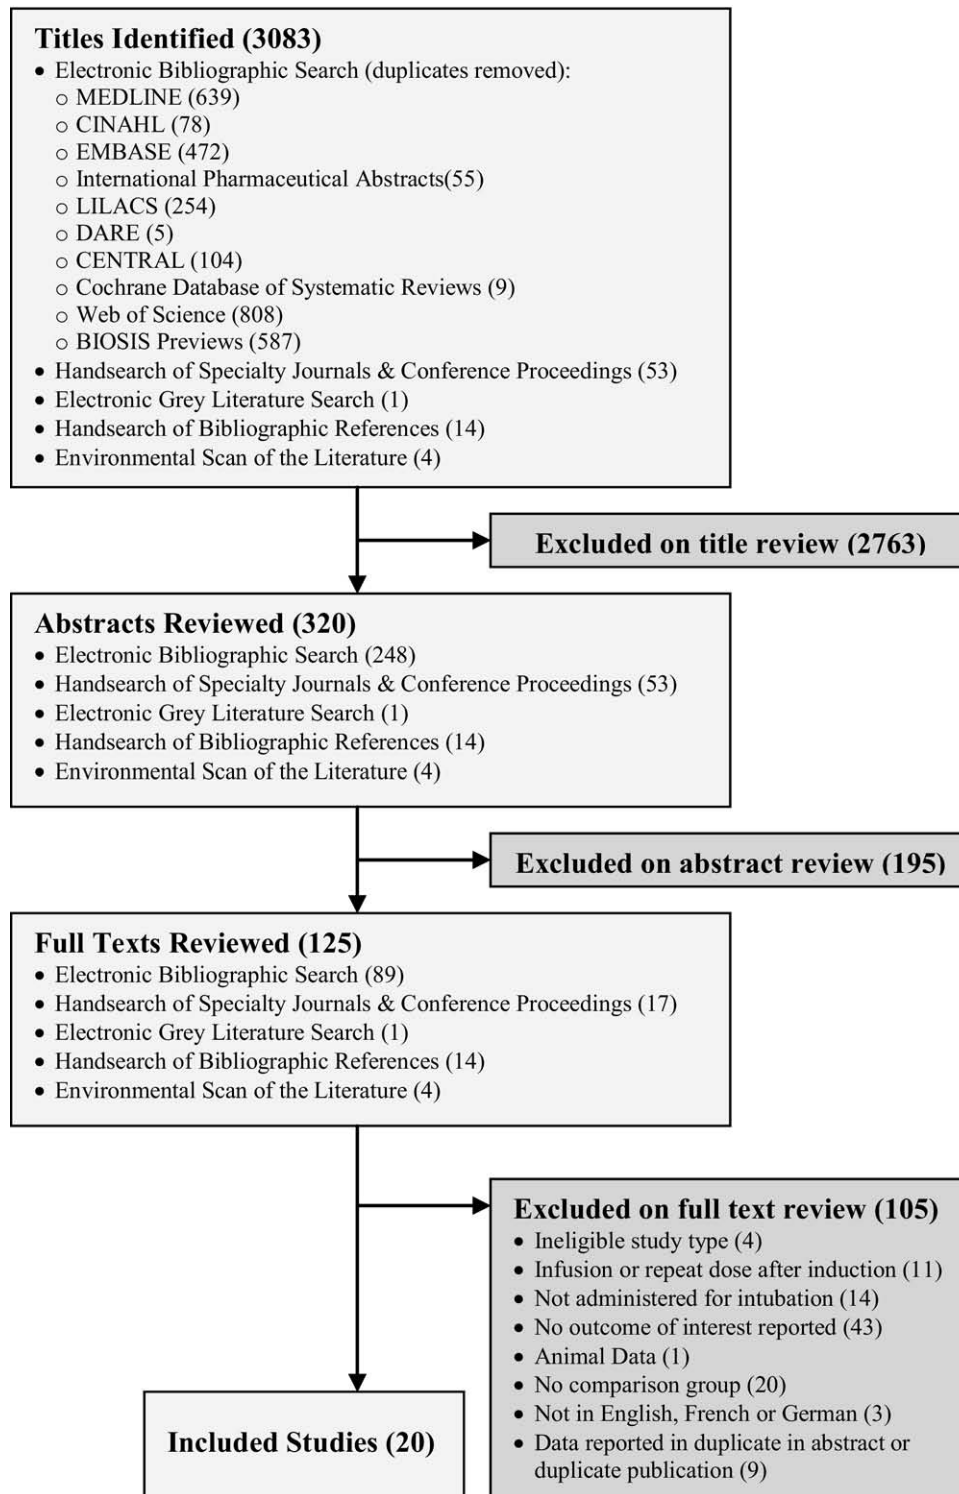 Titles Identified (3083)
• Electronic Bibliographic Search (duplicates removed):
o MEDLINE (639)
o CINAHL (78)
o EMBASE (472)
o International Pharmaceutical Abstracts(55)
o LILACS (254)
o DARE (5)
o CENTRAL (104)
o Cochrane Database of Systematic Reviews (9)
o Web of Science (808)
o BIOSIS Previews (587)
• Handsearch of Specialty Journals & Conference Proceedings (53)
• Electronic Grey Literature Search (1)
• Handsearch of Bibliographic References (14)
• Environmental Scan of the Literature (4)
Excluded on title review (2763)
Abstracts Reviewed (320)
• Electronic Bibliographic Search (248)
• Handsearch of Specialty Journals & Conference Proceedings (53)
• Electronic Grey Literature Search (1)
• Handsearch of Bibliographic References (14)
• Environmental Scan of the Literature (4)
Excluded on abstract review (195)
Full Texts Reviewed (125)
• Electronic Bibliographic Search (89)
• Handsearch of Specialty Journals & Conference Proceedings (17)
• Electronic Grey Literature Search (1)
• Handsearch of Bibliographic References (14)
• Environmental Scan of the Literature (4)
Excluded on full text review (105)
• Ineligible study type (4)
• Infusion or repeat dose after induction (11)
• Not administered for intubation (14)
• No outcome of interest reported (43)
• Animal Data (1)
• No comparison group (20)
• Not in English, French or German (3)
• Data reported in duplicate in abstract or
duplicate publication (9)
Included Studies (20)